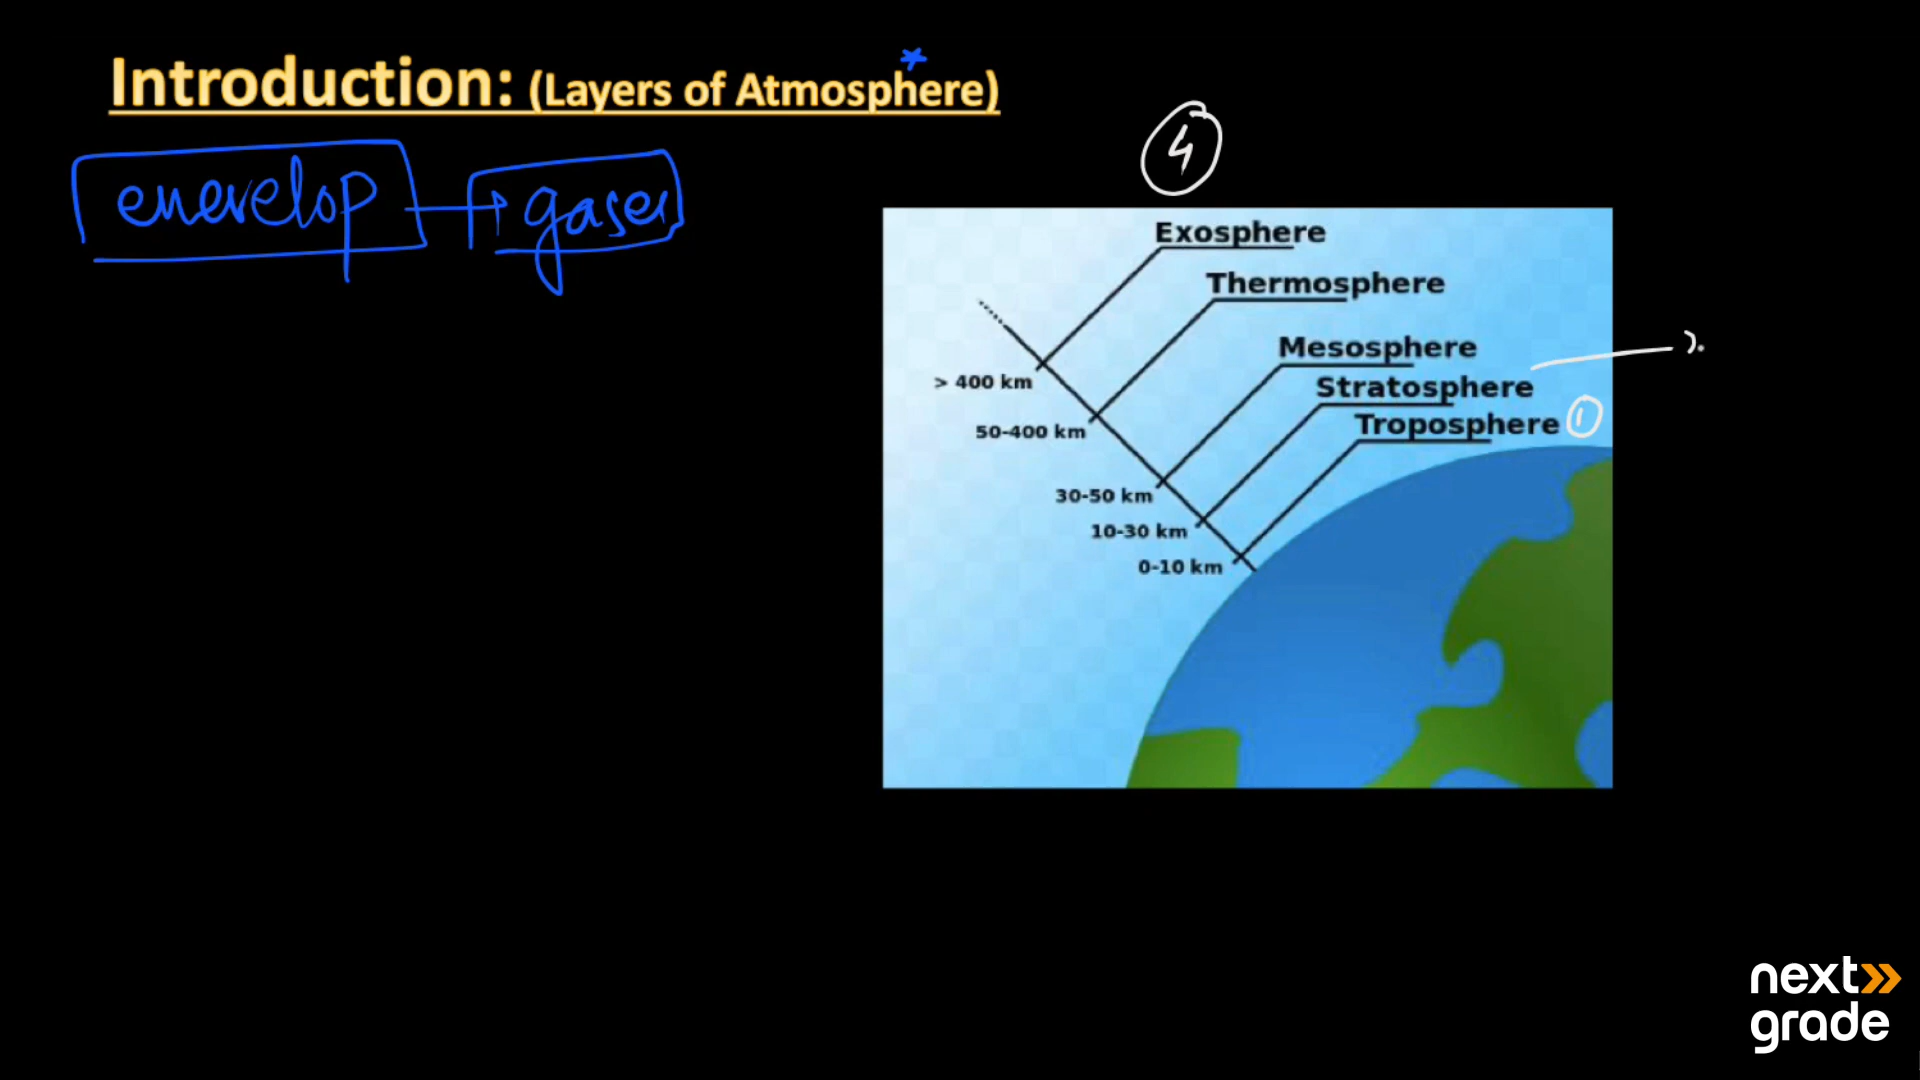 Introduction: (Layers of Atmosphere)
*
enevelop → gases
4
Exosphere
Thermosphere
Mesosphere
Stratosphere
Troposphere 1
> 400 km
50-400 km
30-50 km
10-30 km
0-10 km
next
grade